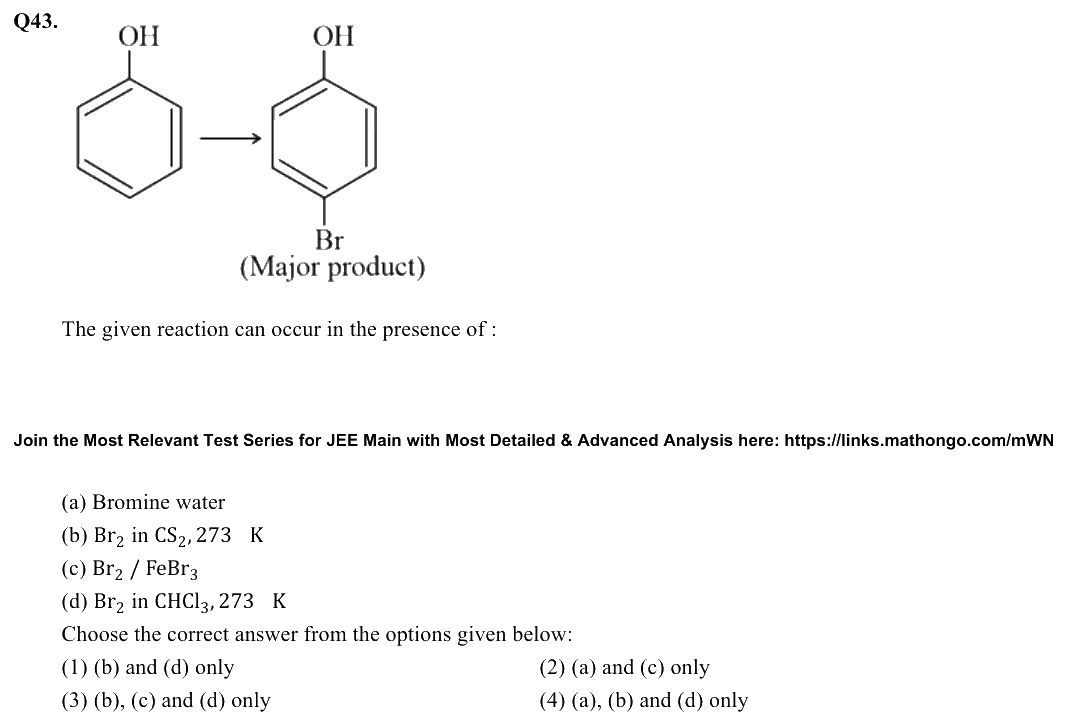 Q43.
OH OH
Br
(Major product)
The given reaction can occur in the presence of :
Join the Most Relevant Test Series for JEE Main with Most Detailed & Advanced Analysis here: https://links.mathongo.com/mWN
(a) Bromine water
(b) Br₂ in CS₂, 273 K
(c) Br₂ / FeBr₃
(d) Br₂ in CHCl₃, 273 K
Choose the correct answer from the options given below:
(1) (b) and (d) only (2) (a) and (c) only
(3) (b), (c) and (d) only (4) (a), (b) and (d) only